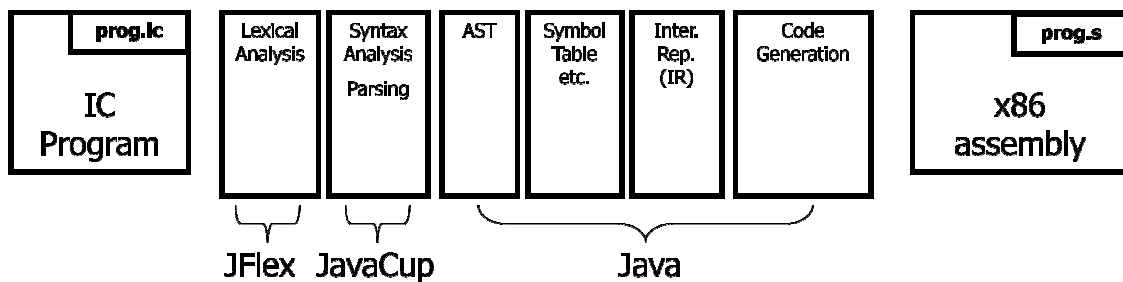 prog.ic
IC
Program
Lexical
Analysis
Syntax
Analysis
Parsing
AST
Symbol
Table
etc.
Inter.
Rep.
(IR)
Code
Generation
prog.s
x86
assembly
JFlex
JavaCup
Java